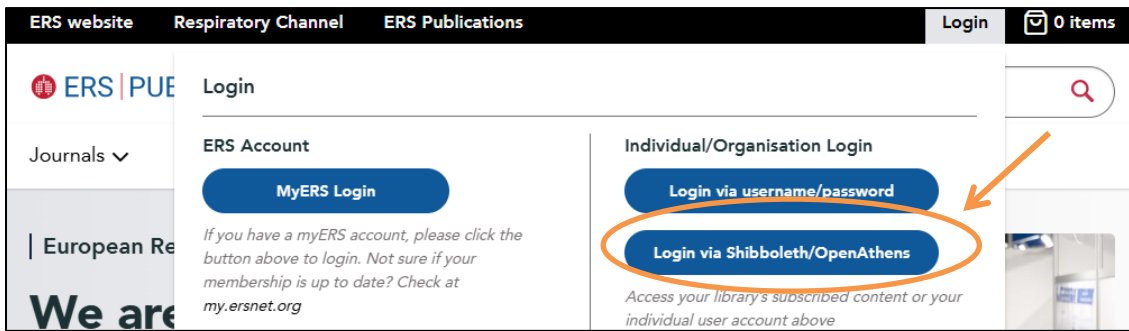 ERS website Respiratory Channel ERS Publications Login 0 items
ERS | PUB
Login
Journals
ERS Account
MyERS Login
If you have a myERS account, please click the
button above to login. Not sure if your
membership is up to date? Check at
my.ersnet.org
Individual/Organisation Login
Login via username/password
Login via Shibboleth/OpenAthens
Access your library's subscribed content or your
individual user account above
European Re
We are